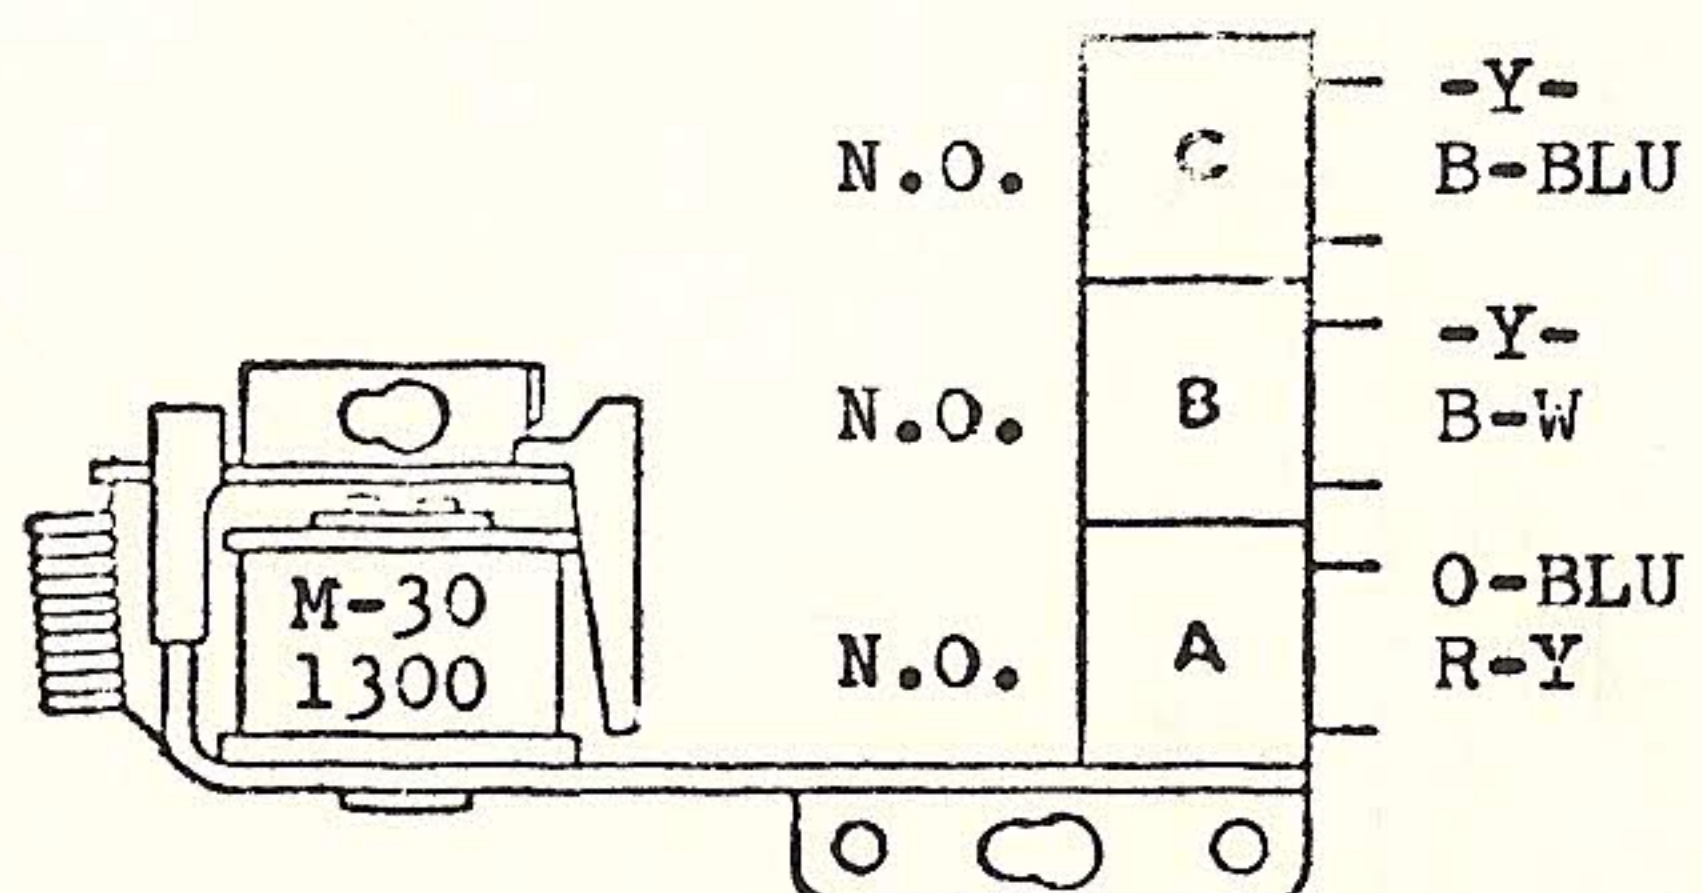 -Y-
N.O. C B-BLU
-Y-
N.O. B B-W
M-30 O-BLU
1300 N.O. A R-Y